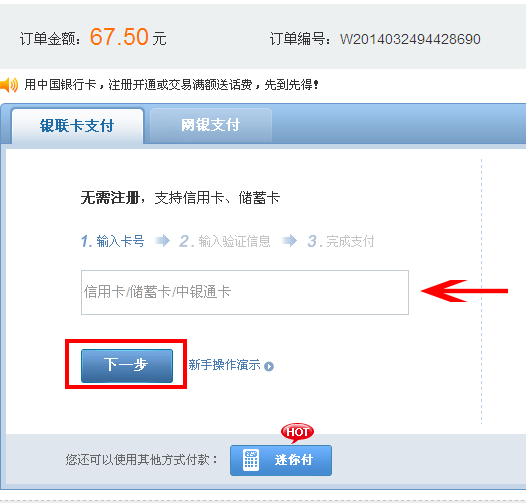 订单金额：67.50元 订单编号：W2014032494428690
用中国银行卡，注册开通或交易满额送话费，先到先得！
银联卡支付 网银支付
无需注册，支持信用卡、储蓄卡
1. 输入卡号 2. 输入验证信息 3. 完成支付
信用卡/储蓄卡/中银通卡
下一步 新手操作演示
HOT
您还可以使用其他方式付款： 迷你付